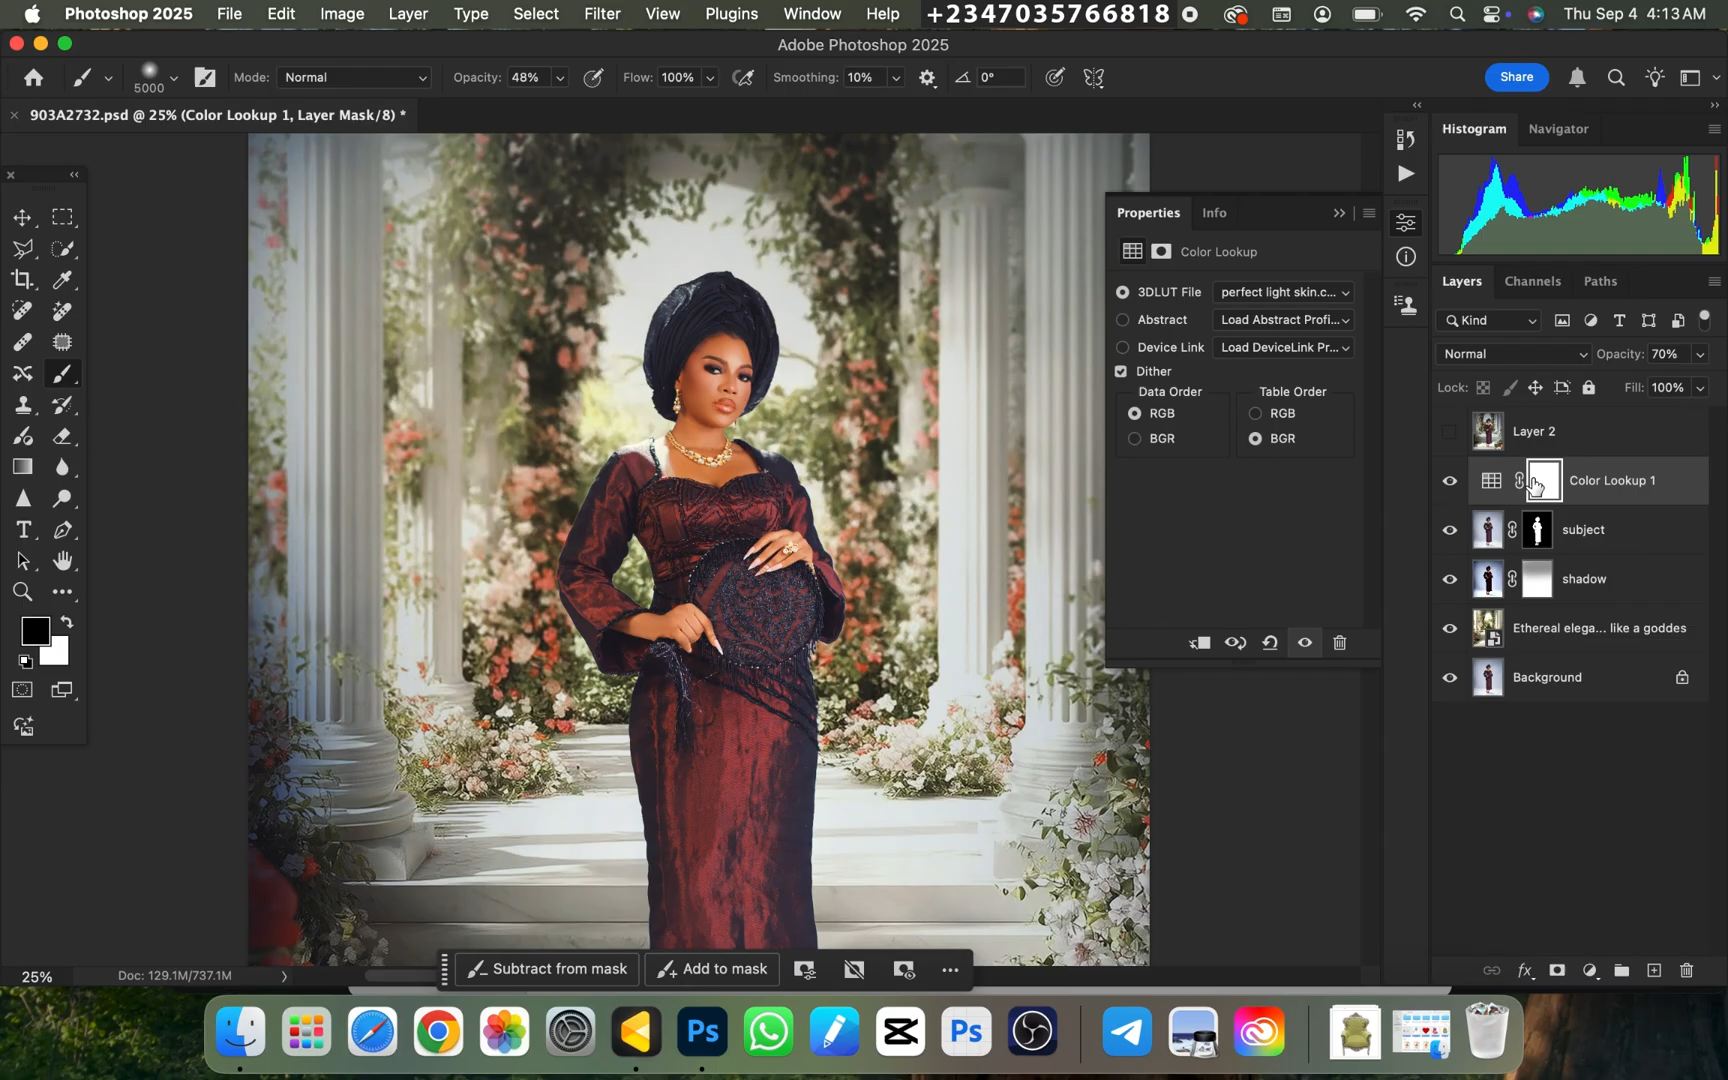 Photoshop 2025 File Edit Image Layer Type Select Filter View Plugins Window Help +2347035766818 Thu Sep 4 4:13 AM
Adobe Photoshop 2025
5000 Mode: Normal Opacity: 48% Flow: 100% Smoothing: 10% 0° Share
903A2732.psd @ 25% (Color Lookup 1, Layer Mask/8) *
Histogram Navigator
Properties Info
Color Lookup
3DLUT File perfect light skin.c...
Abstract Load Abstract Profi...
Device Link Load DeviceLink Pr...
Dither
Data Order Table Order
RGB RGB
BGR BGR
Layers Channels Paths
Kind
Normal Opacity: 70%
Lock: Fill: 100%
Layer 2
Color Lookup 1
subject
shadow
Ethereal elega... like a goddes
Background
25% Doc: 129.1M/737.1M
Subtract from mask Add to mask
fx
Ps Ps